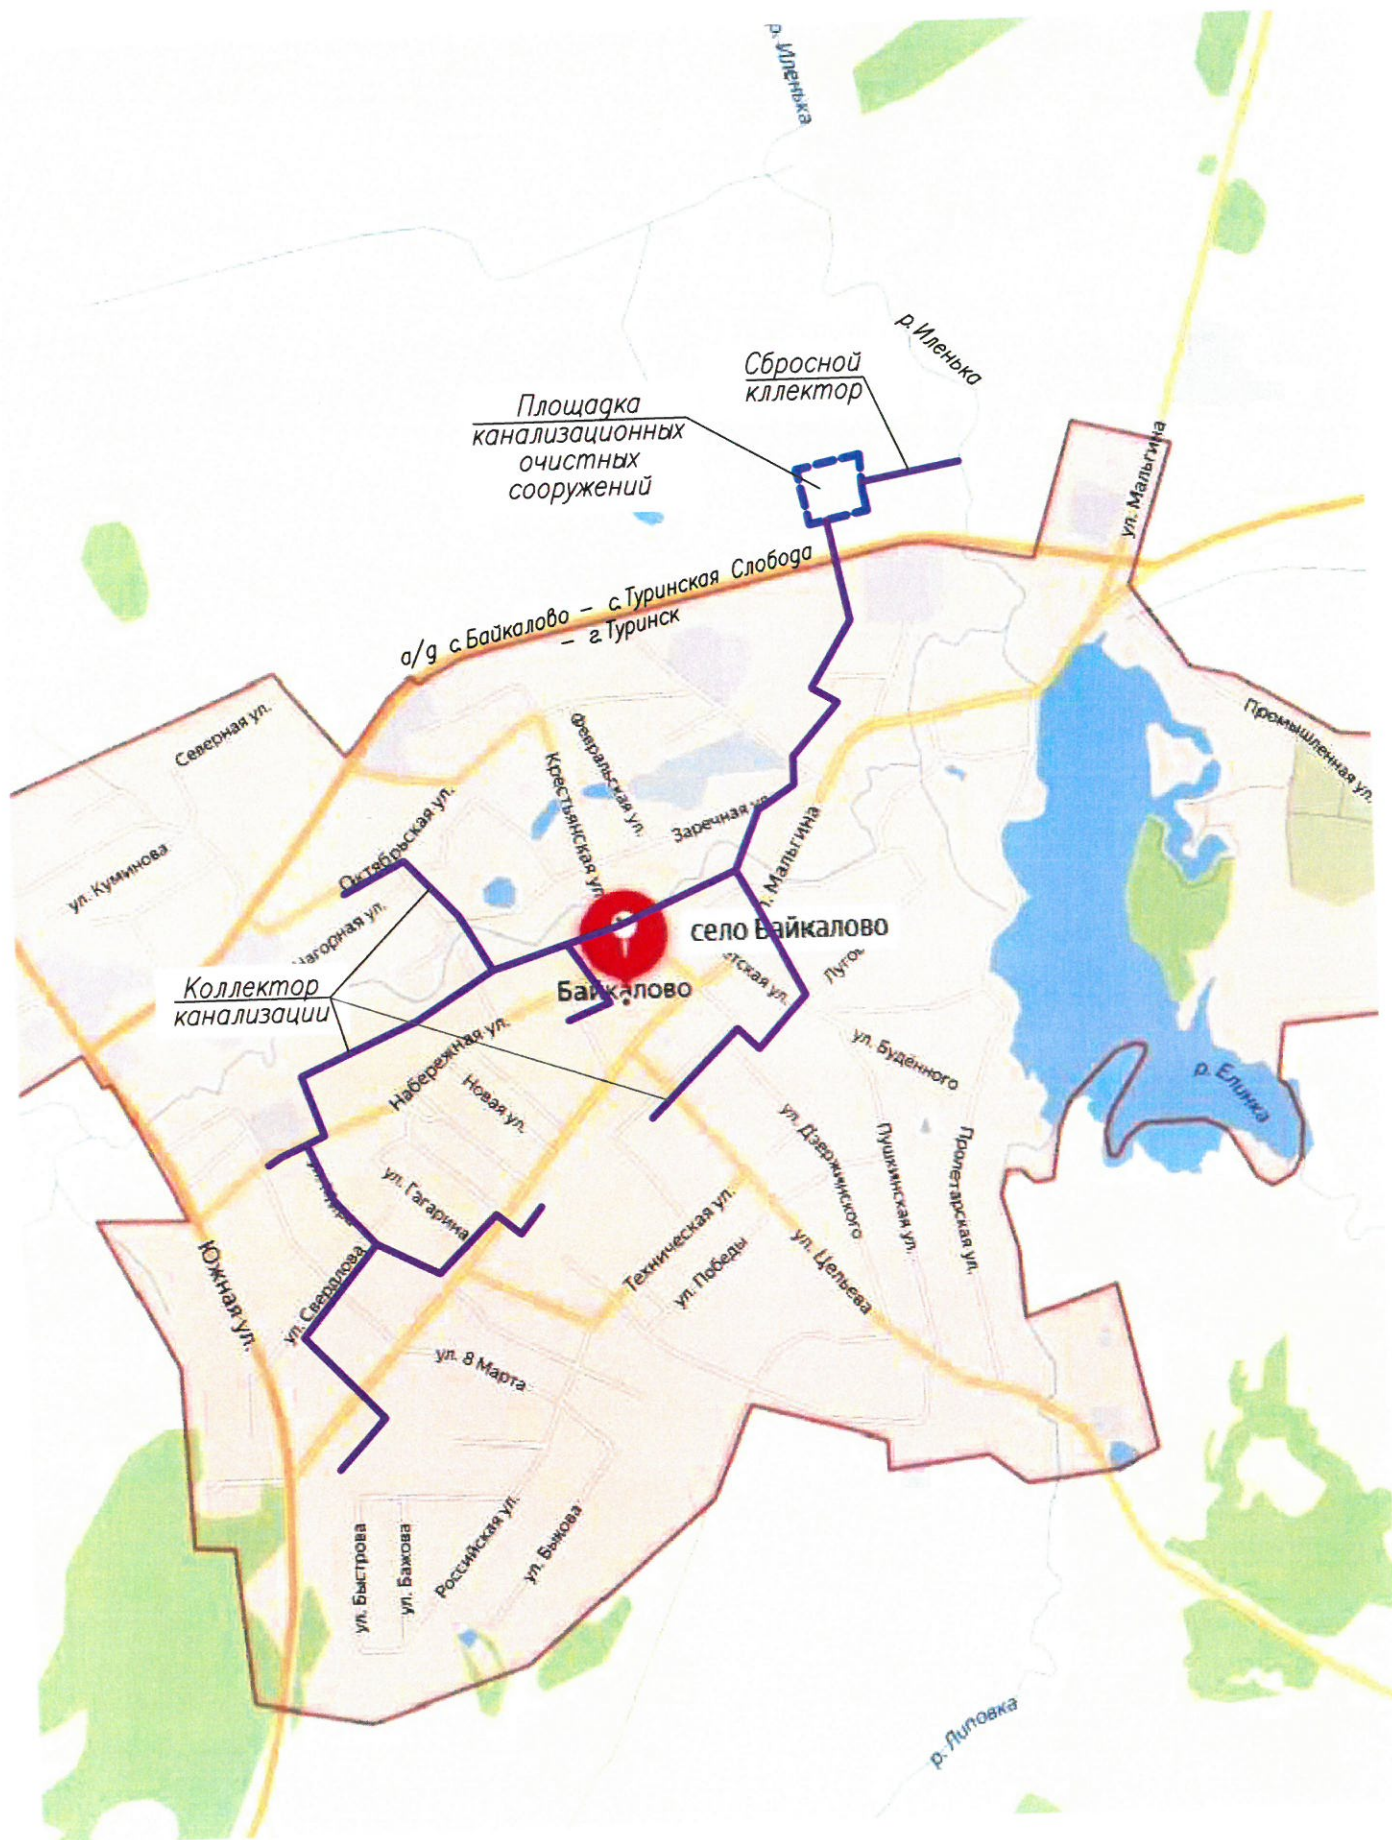 р. Иленька
р. Иленька
Сбросной
кллектор
Площадка
канализационных
очистных
сооружений
ул. Мальгина
а/д с.Байкалово – с.Туринская Слобода
– г.Туринск
Северная ул.
Промышленная ул.
Февральская ул.
Крестьянская ул.
Октябрьская ул.
Заречная ул.
ул. Куминова
Мальгина
Нагорная ул.
село Байкалово
Коллектор
канализации
Байкалово
Набережная ул.
Новая ул.
ул. Будённого
р. Елинка
ул. Дзержинского
Пушкинская ул.
Пролетарская ул.
ул. Гагарина
Техническая ул.
ул. Победы
ул. Цельева
Южная ул.
ул. Свердлова
ул. 8 Марта
ул. Быстрова
ул. Бажова
Российская ул.
ул. Быкова
р. Липовка